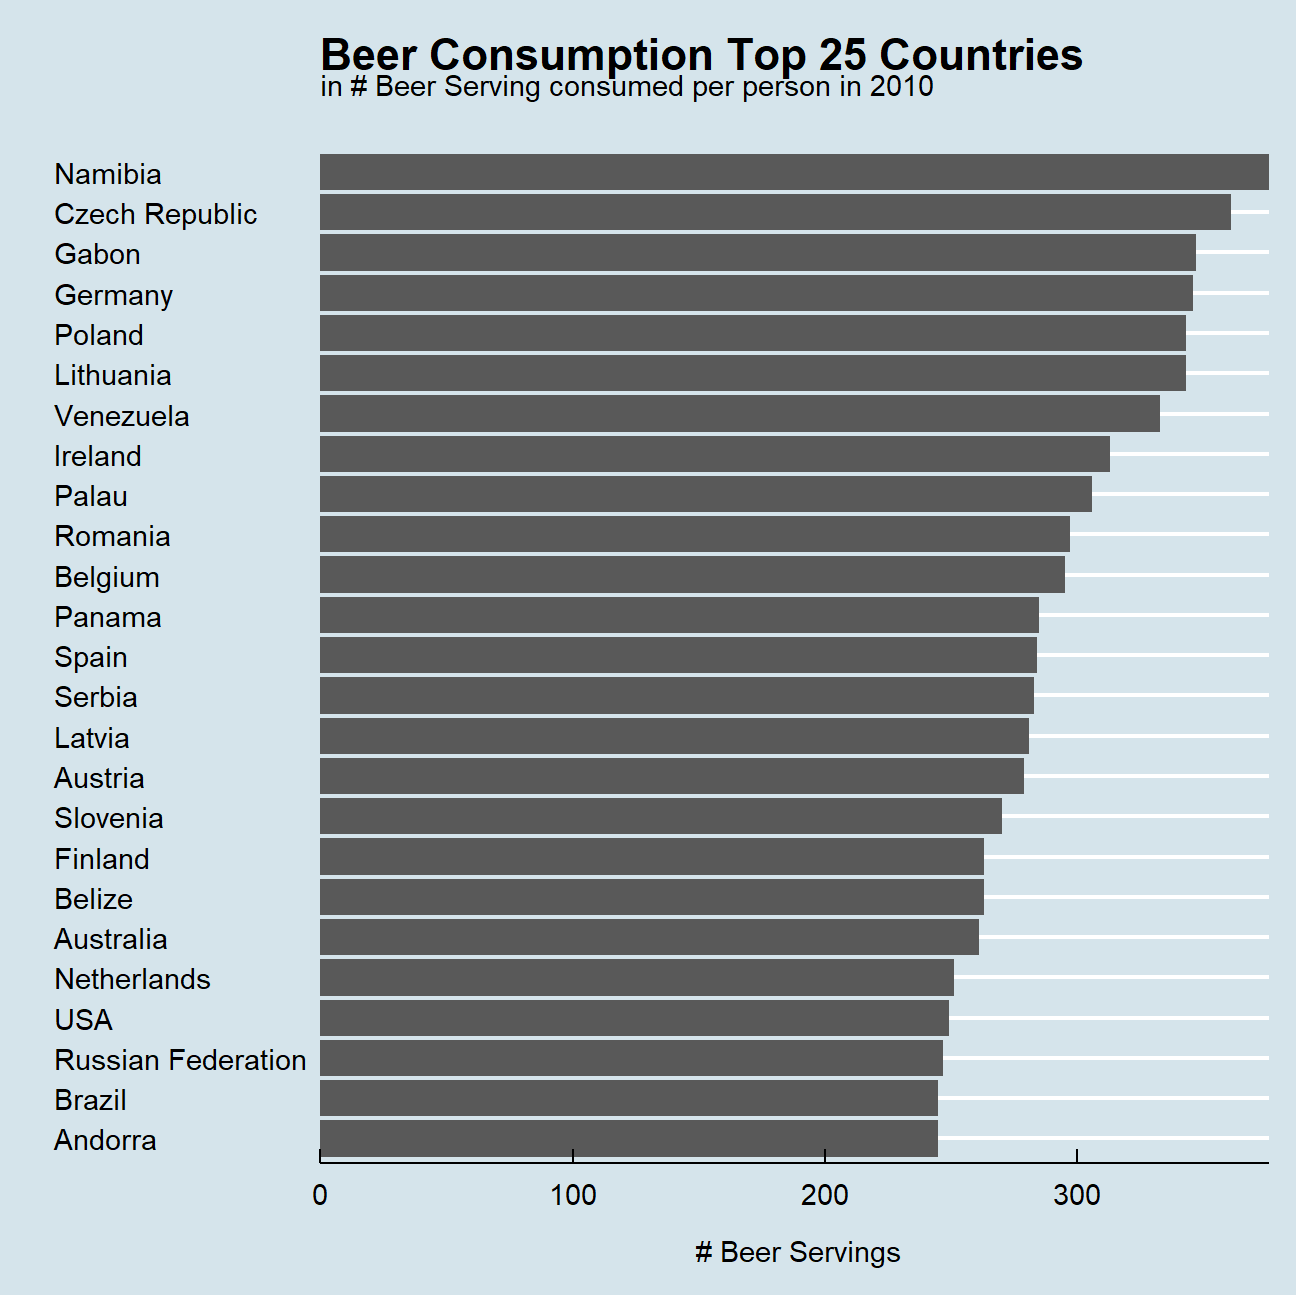 Beer Consumption Top 25 Countries
in # Beer Serving consumed per person in 2010
Namibia
Czech Republic
Gabon
Germany
Poland
Lithuania
Venezuela
Ireland
Palau
Romania
Belgium
Panama
Spain
Serbia
Latvia
Austria
Slovenia
Finland
Belize
Australia
Netherlands
USA
Russian Federation
Brazil
Andorra
0 100 200 300
# Beer Servings